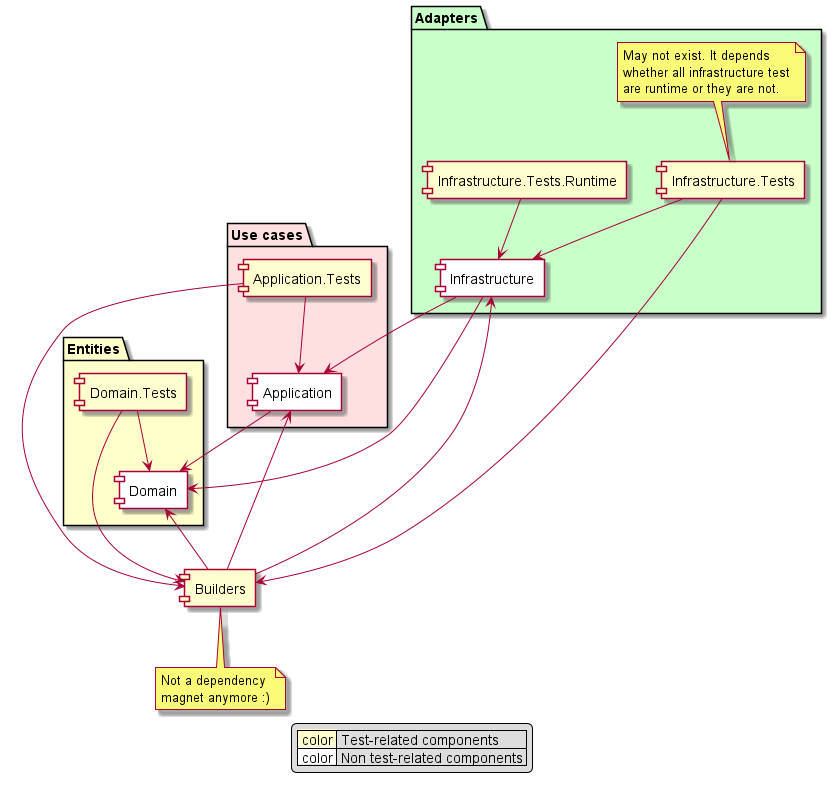 Adapters
May not exist. It depends
whether all infrastructure test
are runtime or they are not.
Infrastructure.Tests.Runtime
Infrastructure.Tests
Use cases
Application.Tests
Infrastructure
Entities
Domain.Tests
Application
Domain
Builders
Not a dependency
magnet anymore :)
color Test-related components
color Non test-related components